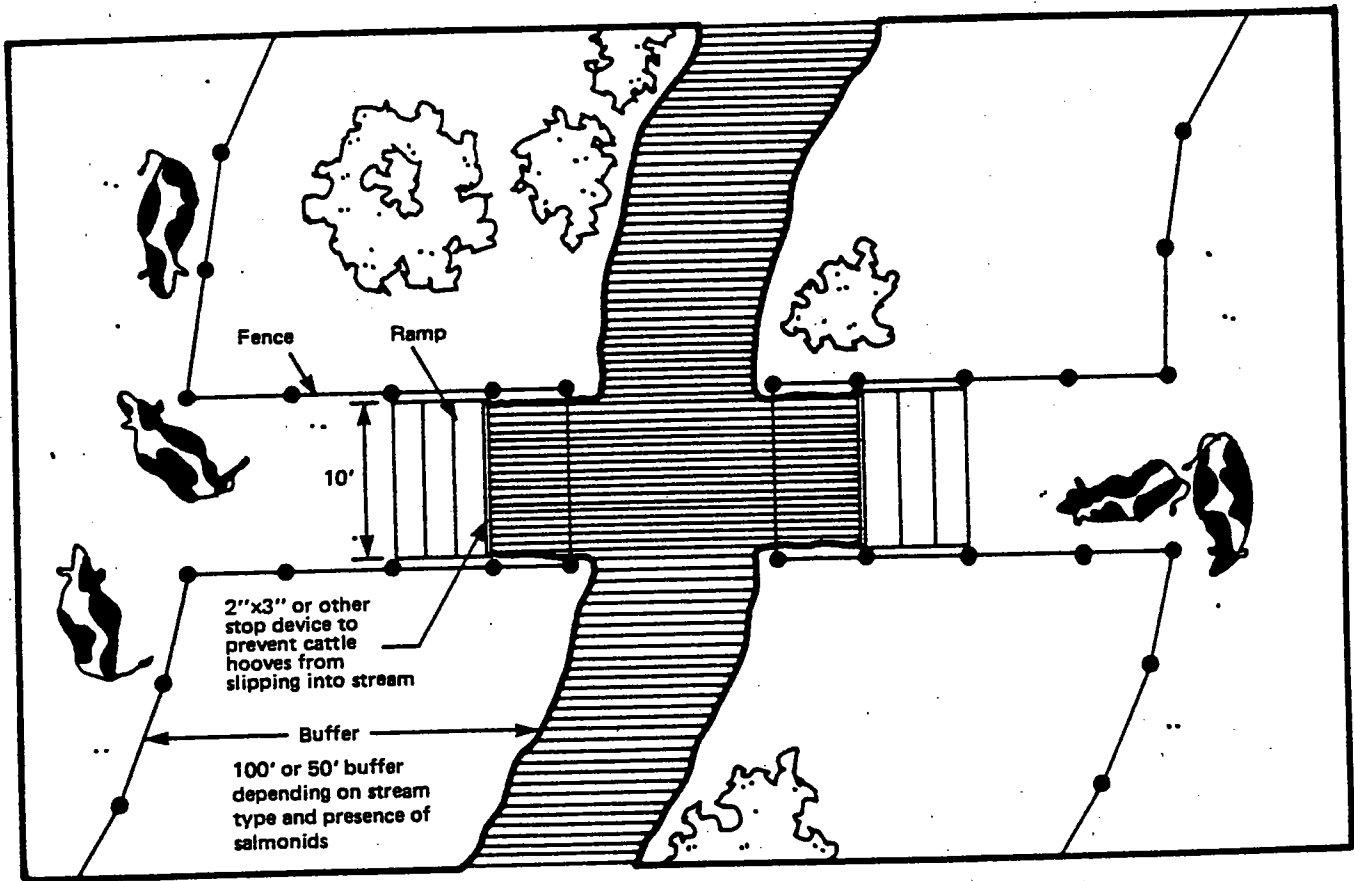 Fence
Ramp
10'
2"x3" or other
stop device to
prevent cattle
hooves from
slipping into stream
Buffer
100' or 50' buffer
depending on stream
type and presence of
salmonids